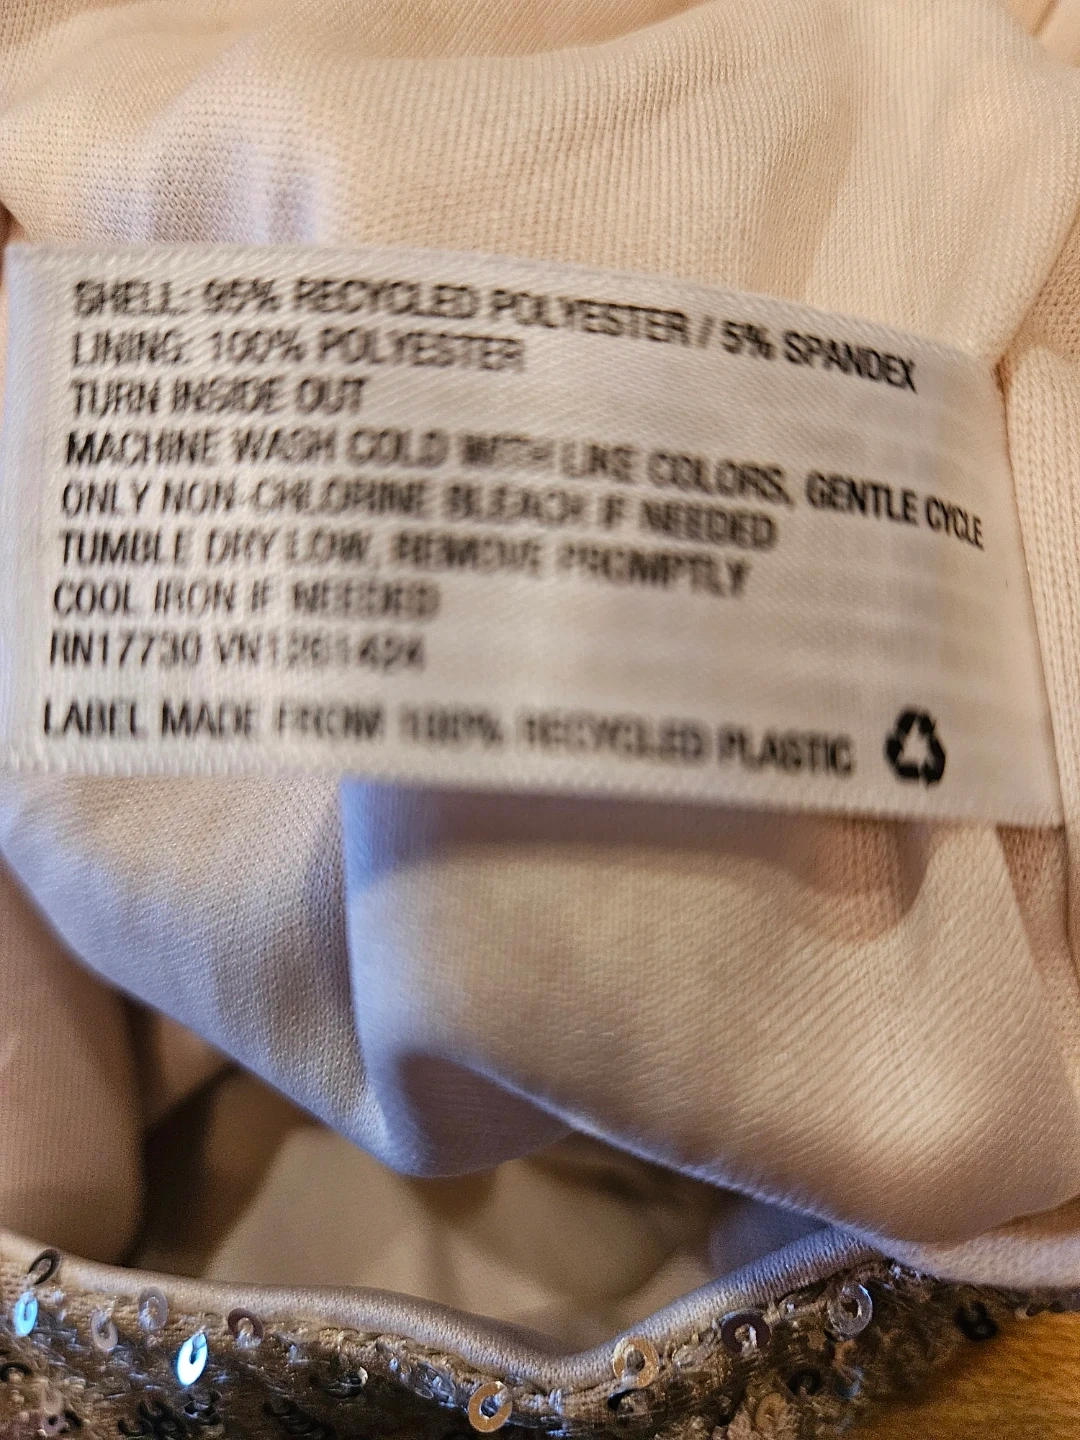 SHELL: 95% RECYCLED POLYESTER / 5% SPANDEX
LINING: 100% POLYESTER
TURN INSIDE OUT
MACHINE WASH COLD WITH LIKE COLORS, GENTLE CYCLE
ONLY NON-CHLORINE BLEACH IF NEEDED
TUMBLE DRY LOW, REMOVE PROMPTLY
COOL IRON IF NEEDED
RN17730
LABEL MADE FROM 100% RECYCLED PLASTIC